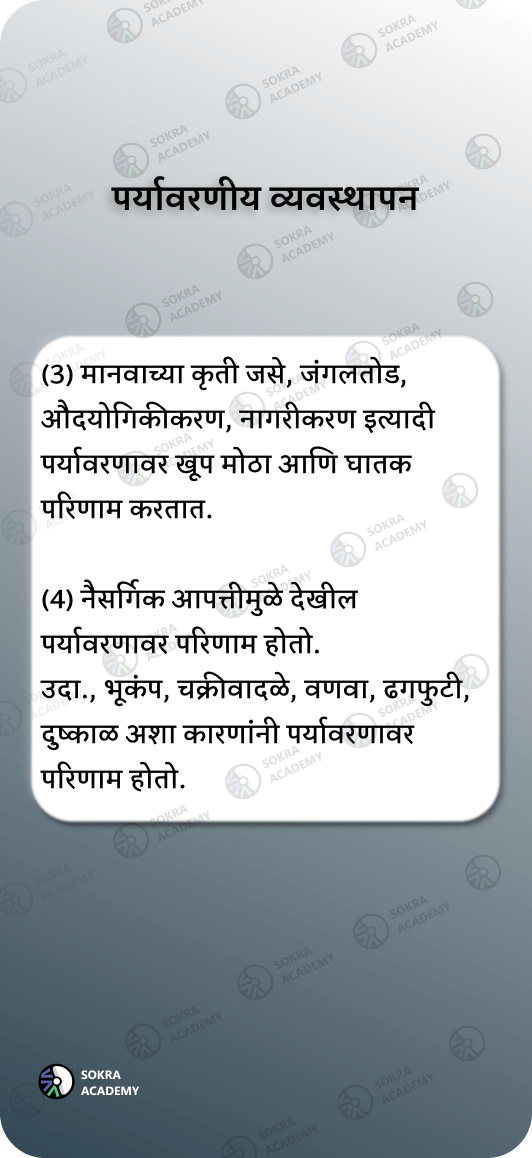 पर्यावरणीय व्यवस्थापन
(3) मानवाच्या कृती जसे, जंगलतोड,
औदयोगिकीकरण, नागरीकरण इत्यादी
पर्यावरणावर खूप मोठा आणि घातक
परिणाम करतात.
(4) नैसर्गिक आपत्तीमुळे देखील
पर्यावरणावर परिणाम होतो.
उदा., भूकंप, चक्रीवादळे, वणवा, ढगफुटी,
दुष्काळ अशा कारणांनी पर्यावरणावर
परिणाम होतो.
SOKRA
ACADEMY